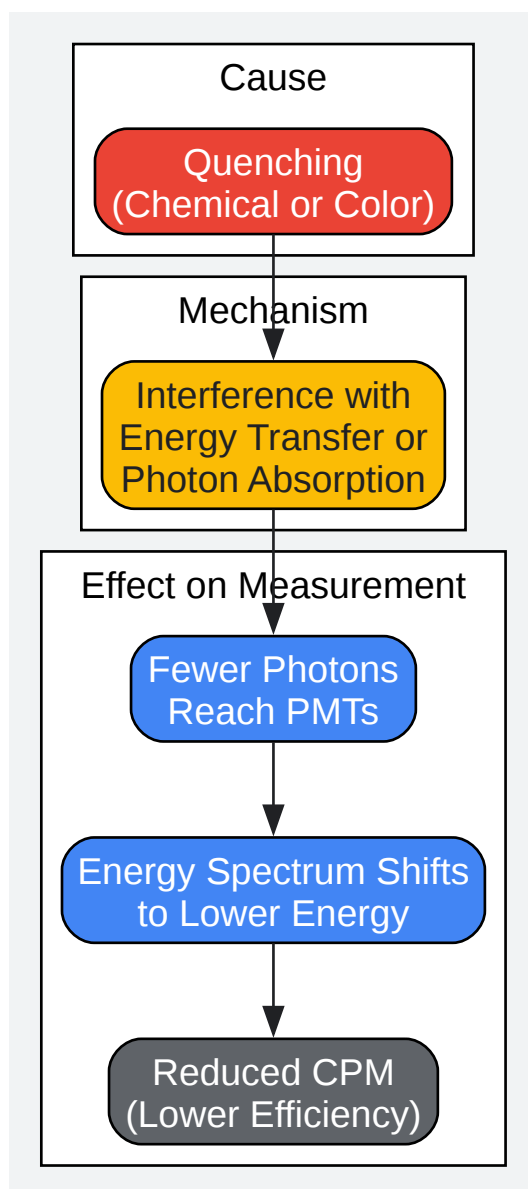 Cause
Quenching
(Chemical or Color)
Mechanism
Interference with
Energy Transfer or
Photon Absorption
Effect on Measurement
Fewer Photons
Reach PMTs
Energy Spectrum Shifts
to Lower Energy
Reduced CPM
(Lower Efficiency)